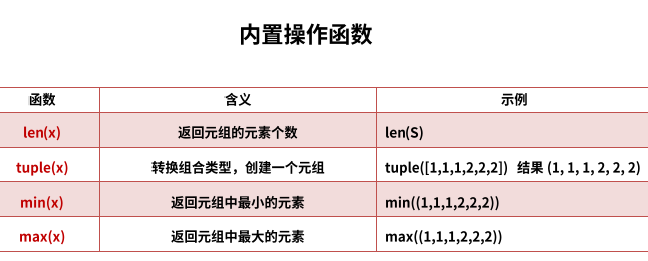 内置操作函数
函数 含义 示例
len(x) 返回元组的元素个数 len(S)
tuple(x) 转换组合类型，创建一个元组 tuple([1,1,1,2,2,2]) 结果 (1, 1, 1, 2, 2, 2)
min(x) 返回元组中最小的元素 min((1,1,1,2,2,2))
max(x) 返回元组中最大的元素 max((1,1,1,2,2,2))